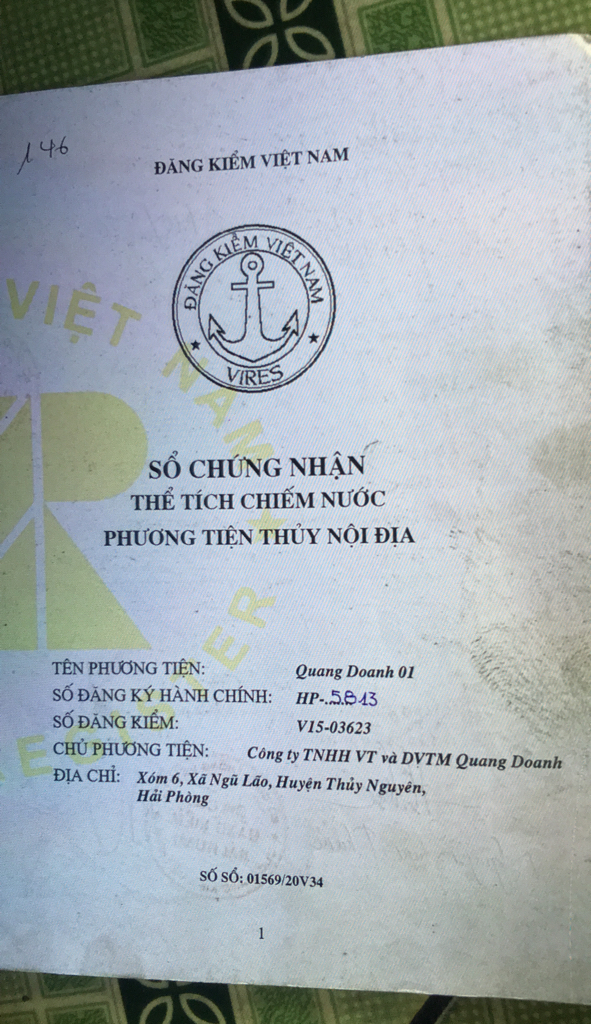 146
ĐĂNG KIỂM VIỆT NAM
ĐĂNG KIỂM VIỆT NAM
VIRES
VIỆT NAM
REGISTER
SỔ CHỨNG NHẬN
THỂ TÍCH CHIẾM NƯỚC
PHƯƠNG TIỆN THỦY NỘI ĐỊA
TÊN PHƯƠNG TIỆN: Quang Doanh 01
SỐ ĐĂNG KÝ HÀNH CHÍNH: HP-.5813
SỐ ĐĂNG KIỂM: V15-03623
CHỦ PHƯƠNG TIỆN: Công ty TNHH VT và DVTM Quang Doanh
ĐỊA CHỈ: Xóm 6, Xã Ngũ Lão, Huyện Thủy Nguyên,
Hải Phòng
SỐ SỔ: 01569/20V34
1